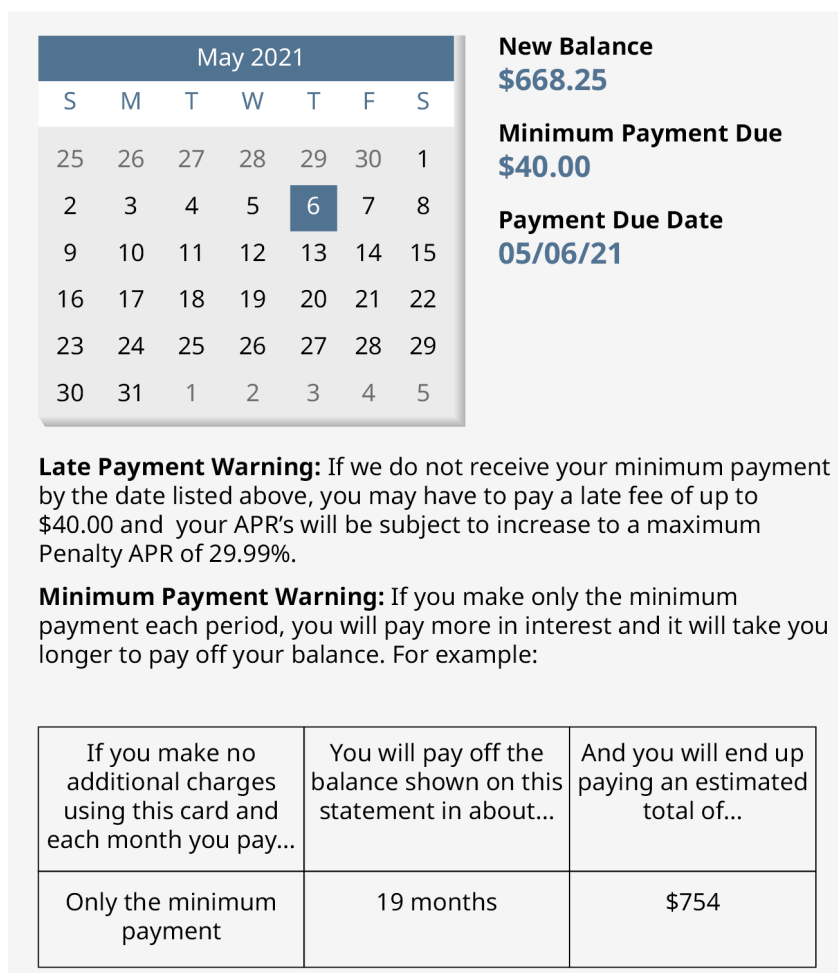 May 2021
S M T W T F S
25 26 27 28 29 30 1
2 3 4 5 6 7 8
9 10 11 12 13 14 15
16 17 18 19 20 21 22
23 24 25 26 27 28 29
30 31 1 2 3 4 5
New Balance
$668.25
Minimum Payment Due
$40.00
Payment Due Date
05/06/21
Late Payment Warning: If we do not receive your minimum payment
by the date listed above, you may have to pay a late fee of up to
$40.00 and  your APR’s will be subject to increase to a maximum
Penalty APR of 29.99%.
Minimum Payment Warning: If you make only the minimum
payment each period, you will pay more in interest and it will take you
longer to pay off your balance. For example:
If you make no
additional charges
using this card and
each month you pay...
You will pay off the
balance shown on this
statement in about...
And you will end up
paying an estimated
total of...
Only the minimum
payment
19 months
$754